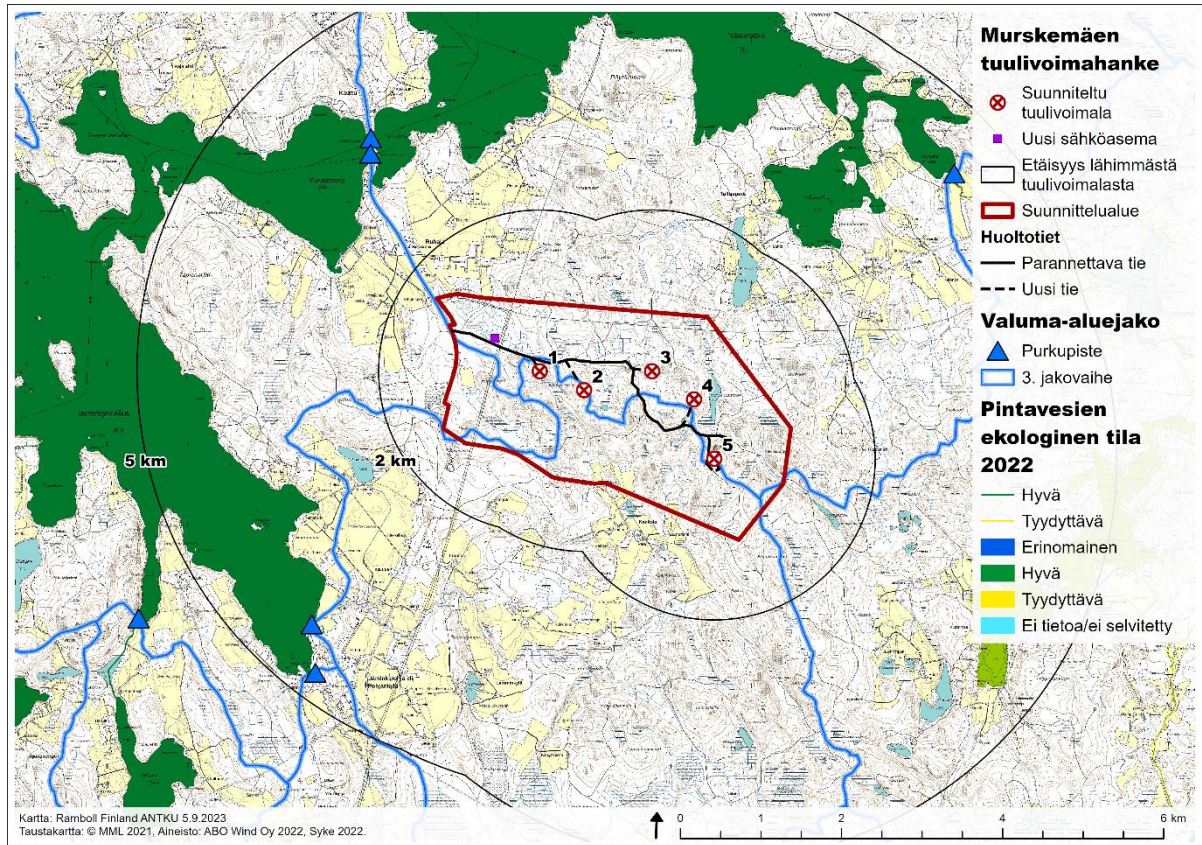 Murskemäen
tuulivoimahanke
Suunniteltu
tuulivoimala
Uusi sähköasema
Etäisyys lähimmästä
tuulivoimalasta
Suunnittelualue
Huoltotiet
Parannettava tie
Uusi tie
Valuma-aluejako
Purkupiste
3. jakovaihe
Pintavesien
ekologinen tila
2022
Hyvä
Tyydyttävä
Erinomainen
Hyvä
Tyydyttävä
Ei tietoa/ei selvitetty
Ruhala
1
2
3
4
5
5 km
2 km
Pohjaslahti
Kartta: Ramboll Finland ANTKU 5.9.2023
Taustakartta: © MML 2021, Aineisto: ABO Wind Oy 2022, Syke 2022.
0 2 4 6 km